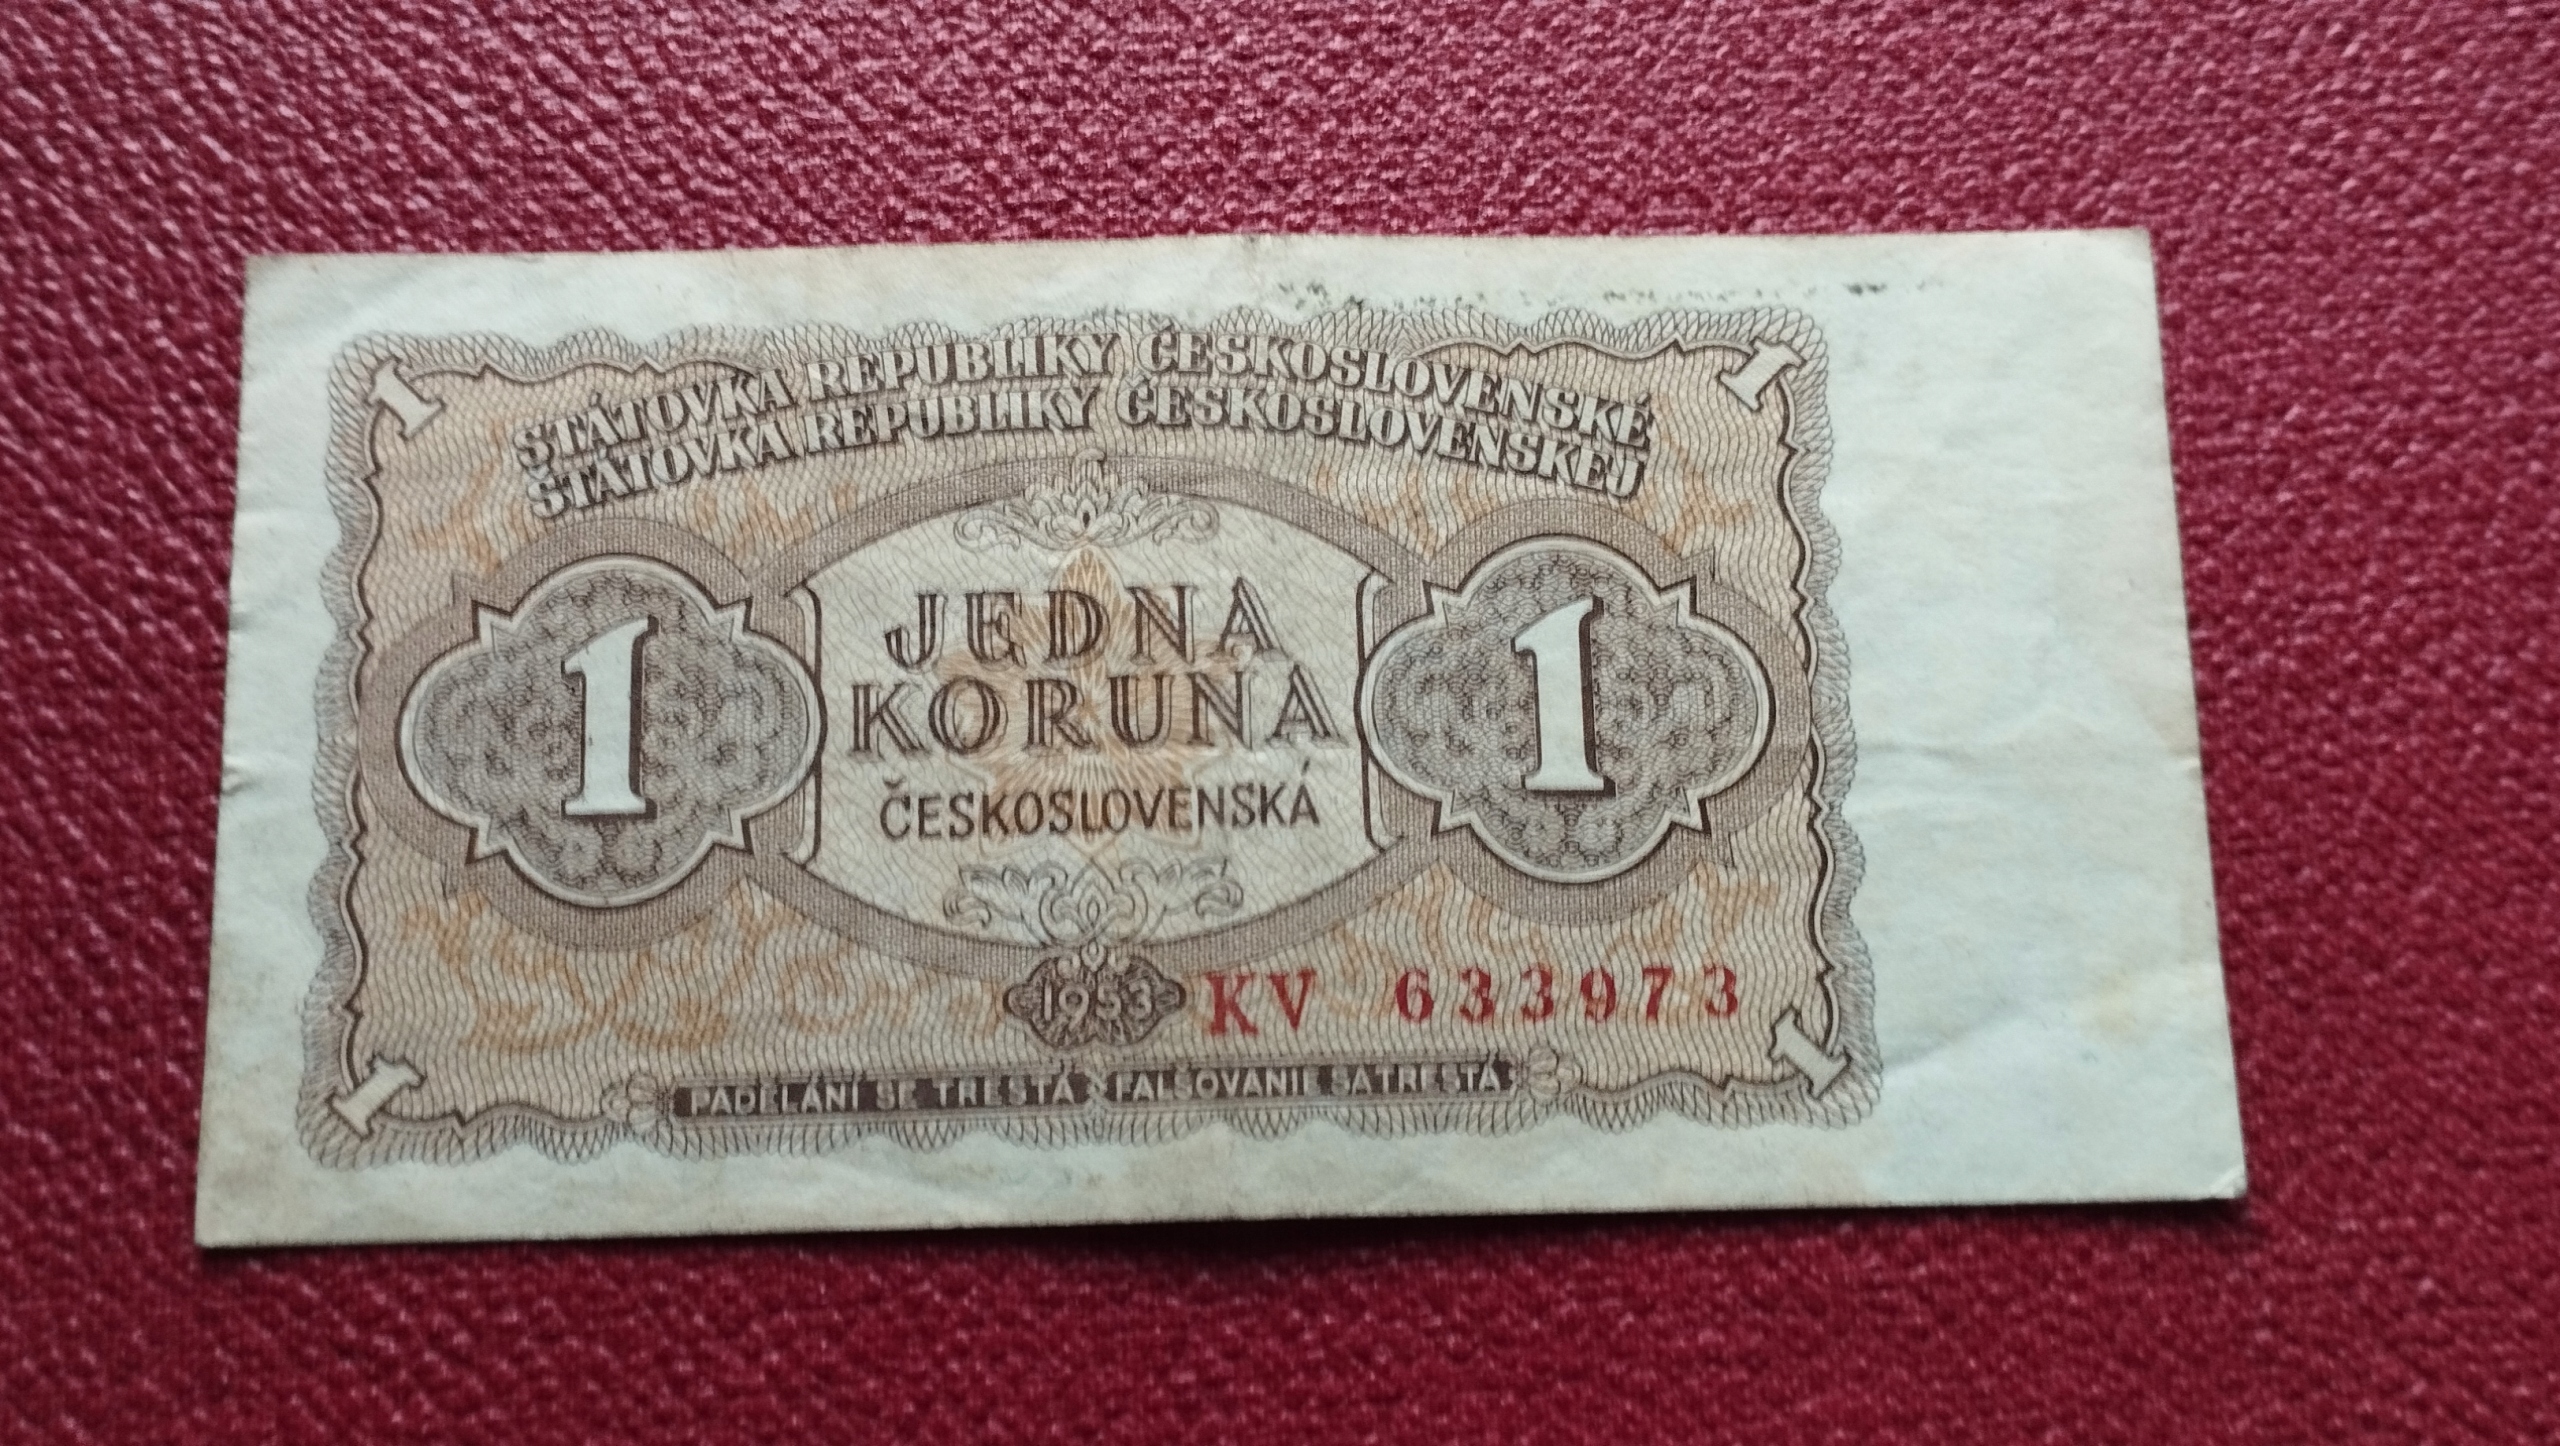 1 1
STÁTOVKA REPUBLIKY ČESKOSLOVENSKÉ
ŠTÁTOVKA REPUBLIKY ČESKOSLOVENSKEJ
1 JEDNA 1
KORUNA
ČESKOSLOVENSKÁ
1953 KV 633973
1 1
PADĚLÁNÍ SE TRESTÁ FALŠOVANIE SA TRESTÁ